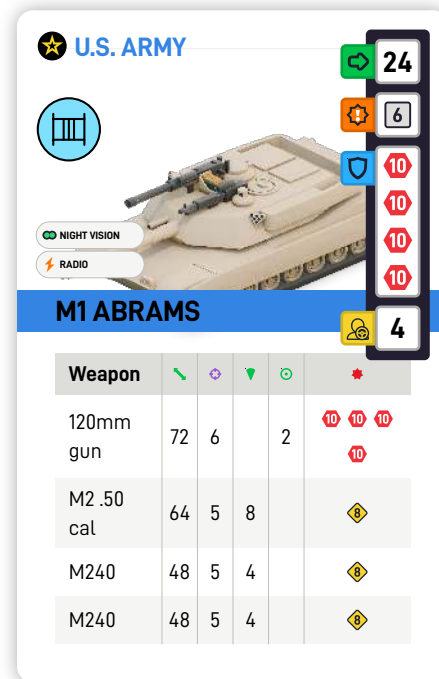 U.S. ARMY
24
6
10
10
10
10
NIGHT VISION
RADIO
M1 ABRAMS
4
Weapon
120mm gun 72 6 2 10 10 10 10
M2 .50 cal 64 5 8 8
M240 48 5 4 8
M240 48 5 4 8